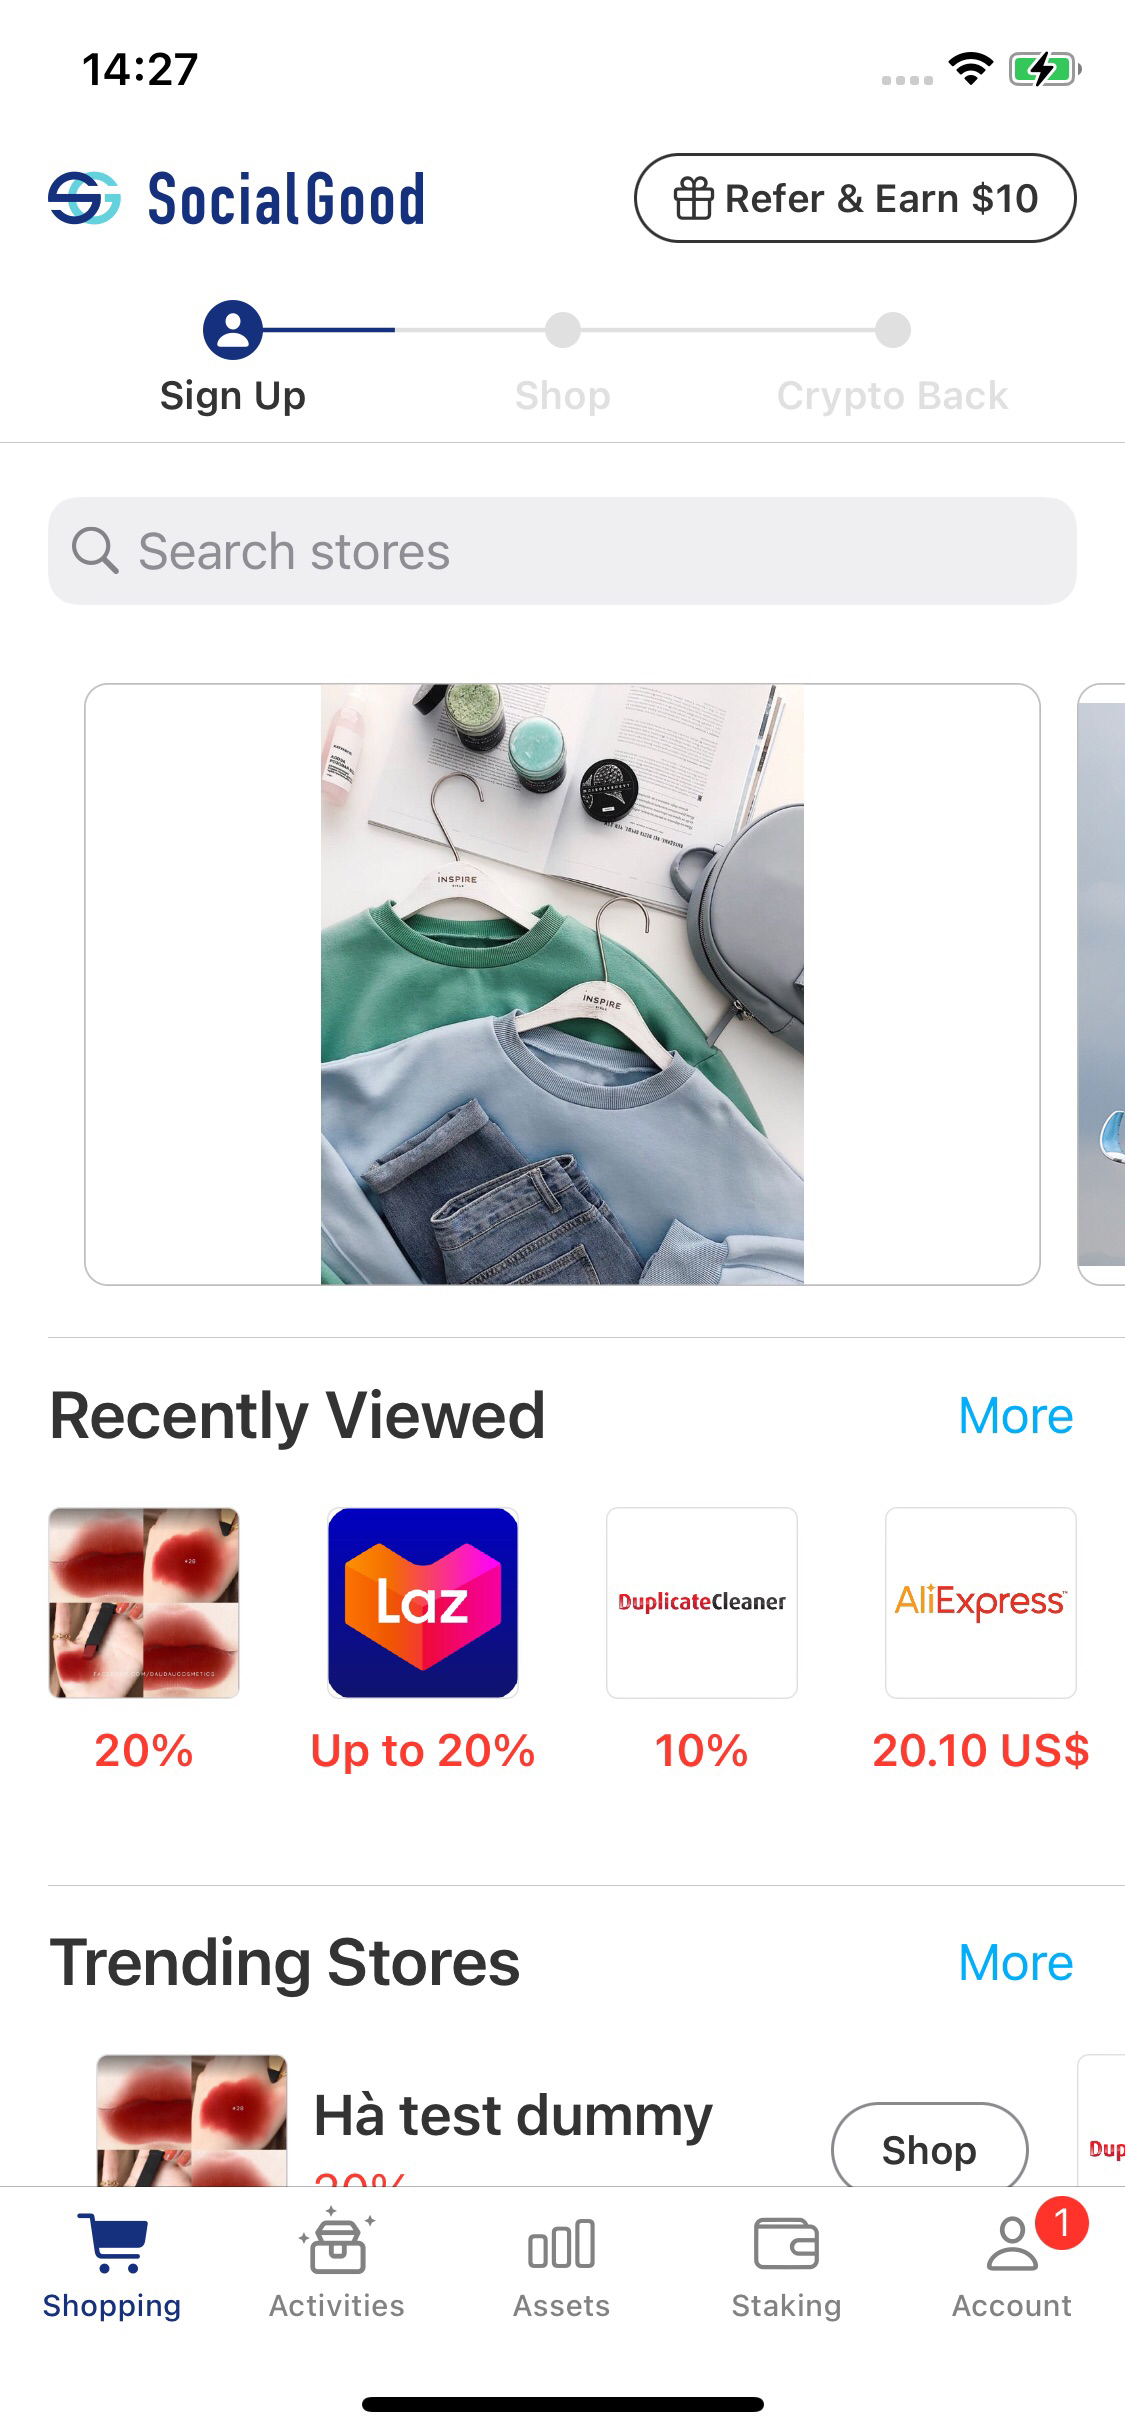 14:27
SocialGood
Refer & Earn $10
Sign Up
Shop
Crypto Back
Search stores
INSPIRE
INSPIRE
Recently Viewed
More
Laz
DuplicateCleaner
AliExpress
20%
Up to 20%
10%
20.10 US$
Trending Stores
More
Hà test dummy
20%
Shop
Dup
Shopping
Activities
Assets
Staking
1
Account